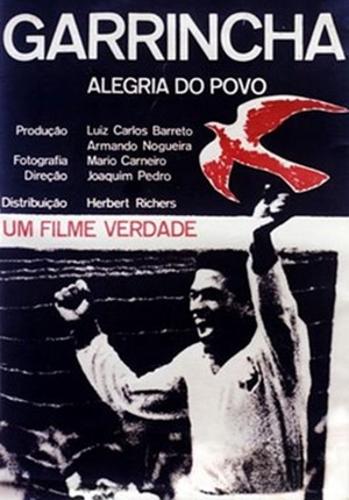 GARRINCHA
ALEGRIA DO POVO
Produção Luiz Carlos Barreto
Armando Nogueira
Fotografia Mario Carneiro
Direção Joaquim Pedro
Distribuição Herbert Richers
UM FILME VERDADE